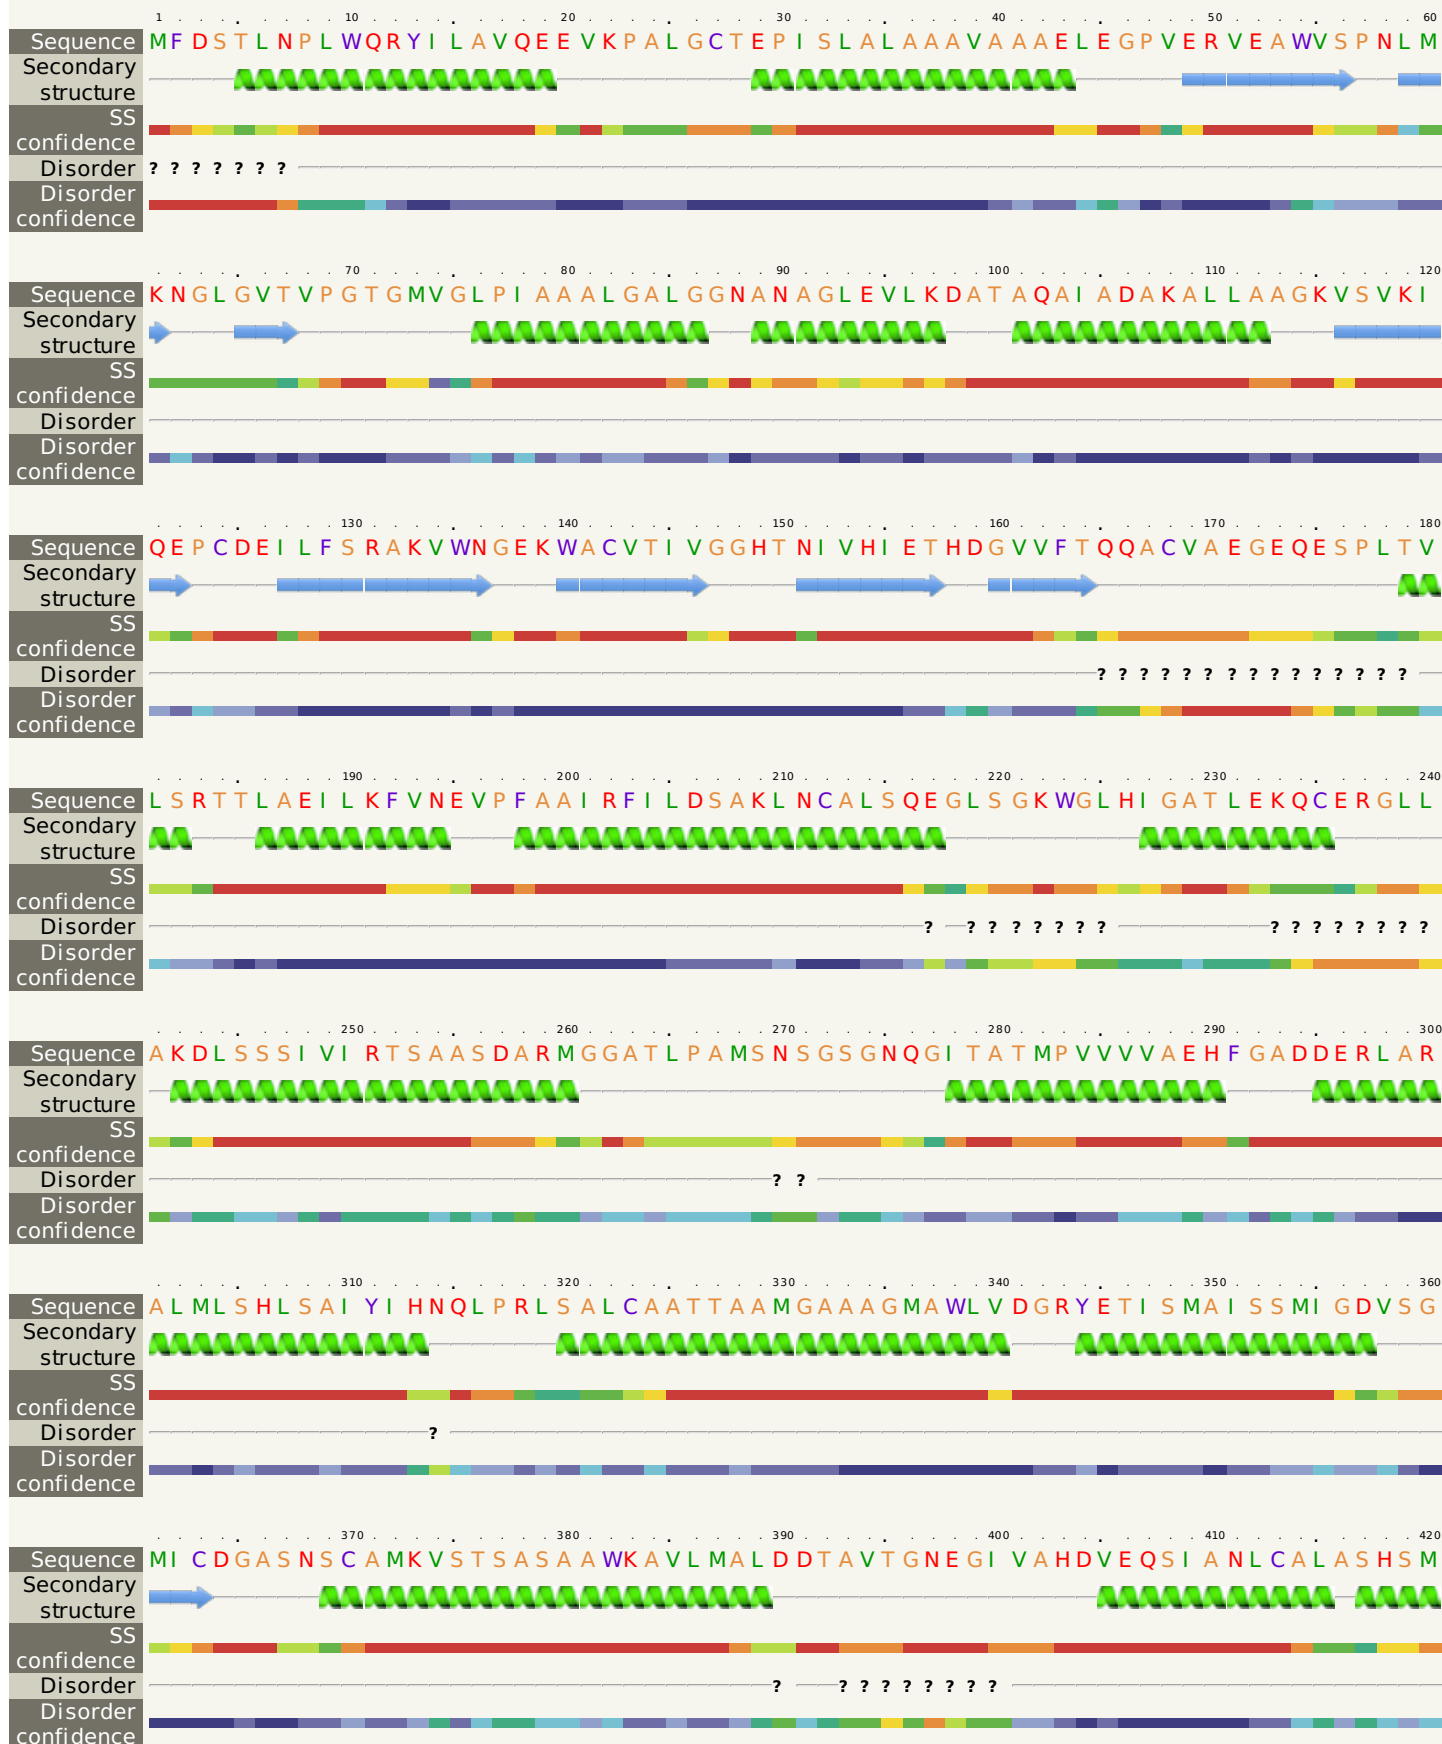 1 10 20 30 40 50 60
Sequence M F D S T L N P L W Q R Y I L A V Q E E V K P A L G C T E P I S L A L A A A V A A A E L E G P V E R V E A W V S P N L M
Secondary
structure
SS
confidence
Disorder ? ? ? ? ? ? ?
Disorder
confidence
70 80 90 100 110 120
Sequence K N G L G V T V P G T G M V G L P I A A A L G A L G G N A N A G L E V L K D A T A Q A I A D A K A L L A A G K V S V K I
Secondary
structure
SS
confidence
Disorder
Disorder
confidence
130 140 150 160 170 180
Sequence Q E P C D E I L F S R A K V W N G E K W A C V T I V G G H T N I V H I E T H D G V V F T Q Q A C V A E G E Q E S P L T V
Secondary
structure
SS
confidence
Disorder ? ? ? ? ? ? ? ? ? ? ? ? ? ? ?
Disorder
confidence
190 200 210 220 230 240
Sequence L S R T T L A E I L K F V N E V P F A A I R F I L D S A K L N C A L S Q E G L S G K W G L H I G A T L E K Q C E R G L L
Secondary
structure
SS
confidence
Disorder ? ? ? ? ? ? ? ? ? ? ? ? ? ? ? ?
Disorder
confidence
250 260 270 280 290 300
Sequence A K D L S S S I V I R T S A A S D A R M G G A T L P A M S N S G S G N Q G I T A T M P V V V V A E H F G A D D E R L A R
Secondary
structure
SS
confidence
Disorder ? ?
Disorder
confidence
310 320 330 340 350 360
Sequence A L M L S H L S A I Y I H N Q L P R L S A L C A A T T A A M G A A A G M A W L V D G R Y E T I S M A I S S M I G D V S G
Secondary
structure
SS
confidence
Disorder ?
Disorder
confidence
370 380 390 400 410 420
Sequence M I C D G A S N S C A M K V S T S A S A A W K A V L M A L D D T A V T G N E G I V A H D V E Q S I A N L C A L A S H S M
Secondary
structure
SS
confidence
Disorder ? ? ? ? ? ? ? ? ?
Disorder
confidence